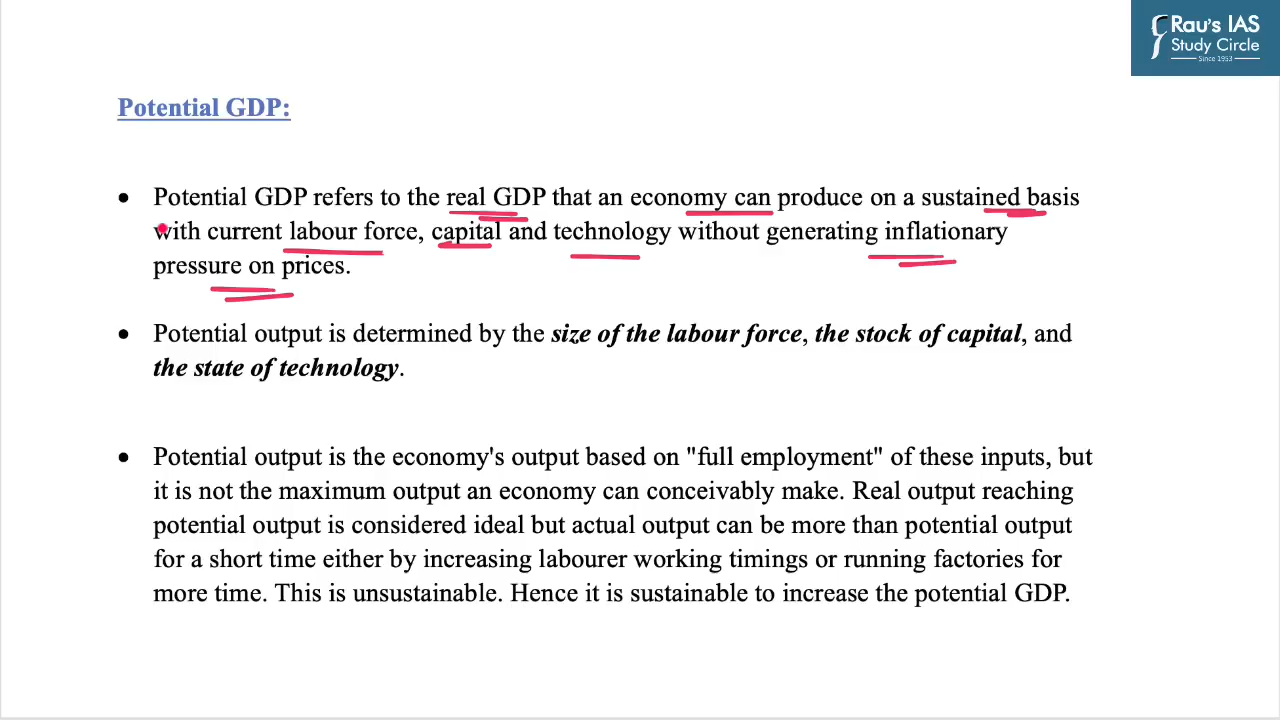 Rau's IAS
Study Circle
Since 1953
Potential GDP:
• Potential GDP refers to the real GDP that an economy can produce on a sustained basis
with current labour force, capital and technology without generating inflationary
pressure on prices.
• Potential output is determined by the size of the labour force, the stock of capital, and
the state of technology.
• Potential output is the economy's output based on "full employment" of these inputs, but
it is not the maximum output an economy can conceivably make. Real output reaching
potential output is considered ideal but actual output can be more than potential output
for a short time either by increasing labourer working timings or running factories for
more time. This is unsustainable. Hence it is sustainable to increase the potential GDP.